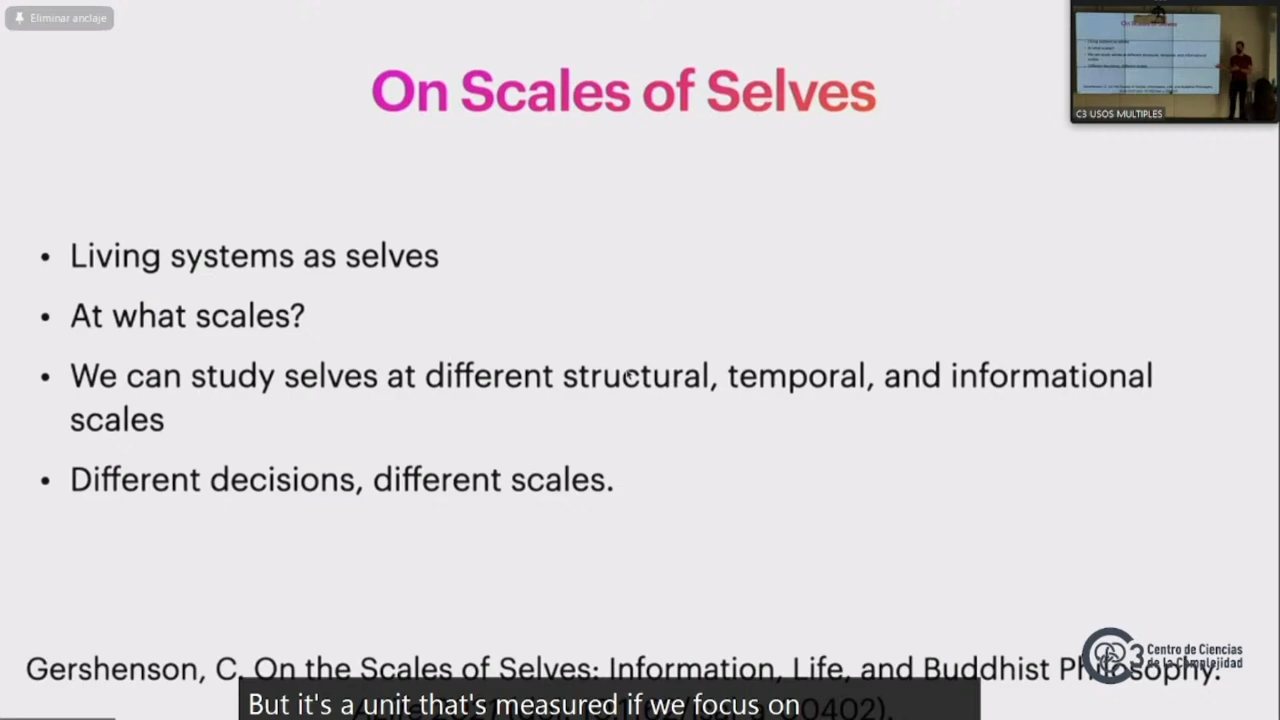 Eliminar anclaje
On Scales of Selves
C3 USOS MULTIPLES
• Living systems as selves
• At what scales?
• We can study selves at different structural, temporal, and informational
scales
• Different decisions, different scales.
C3 Centro de Ciencias
de la Complejidad
Gershenson, C. On the Scales of Selves: Information, Life, and Buddhist Philosophy.
But it's a unit that's measured if we focus on